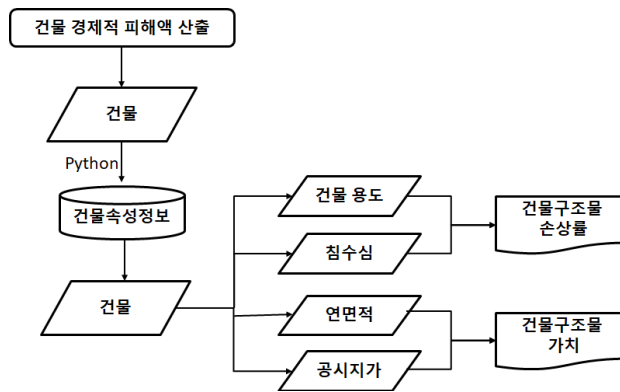 건물 경제적 피해액 산출
건물
Python
건물속성정보
건물
건물 용도
침수심
연면적
공시지가
건물구조물
손상률
건물구조물
가치